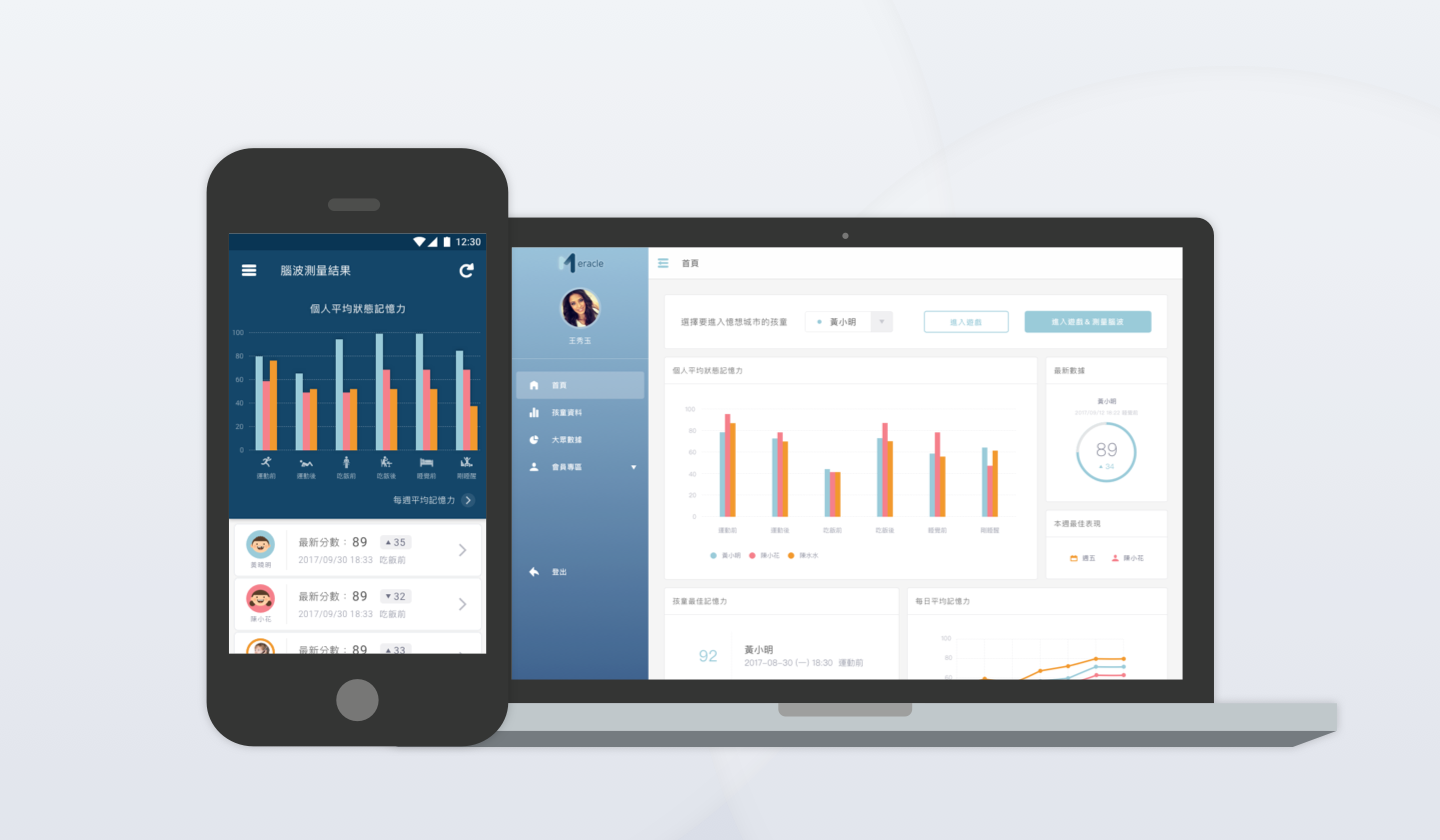 12:30
腦波測量結果
個人平均狀態記憶力
100
80
60
40
20
0
運動前 運動後 吃飯前 吃飯後 睡覺前 剛睡醒
每週平均記憶力
最新分數： 89 ▲35
2017/09/30 18:33 吃飯前
黃曉明
最新分數： 89 ▼32
2017/09/30 18:33 吃飯前
陳小花
最新分數： 89 ▲33
Meracle
王秀玉
首頁
孩童資料
大眾數據
會員專區
登出
首頁
選擇要進入憶想城市的孩童 黃小明 進入遊戲 進入遊戲 & 測量腦波
個人平均狀態記憶力
100
80
60
40
20
0
運動前 運動後 吃飯前 吃飯後 睡覺前 剛睡醒
黃小明 陳小花 陳水水
最新數據
黃小明
89
34
本週最佳表現
週五 陳小花
孩童最佳記憶力
92 黃小明
2017-08-30 (一) 18:30 運動前
每日平均記憶力
100
80
60